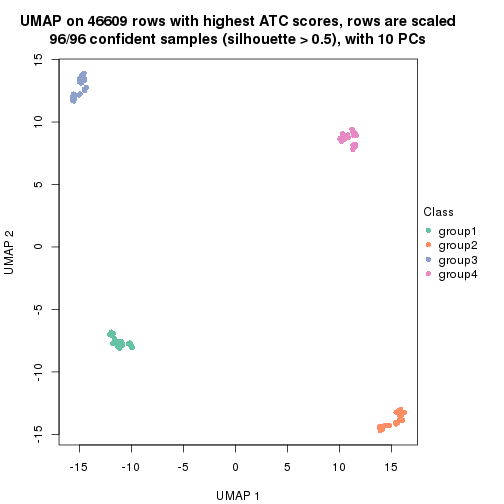 UMAP on 46609 rows with highest ATC scores, rows are scaled
96/96 confident samples (silhouette > 0.5), with 10 PCs
15
10
5
0
-5
-10
-15
UMAP 2
-15
-10
-5
0
5
10
15
UMAP 1
Class
group1
group2
group3
group4